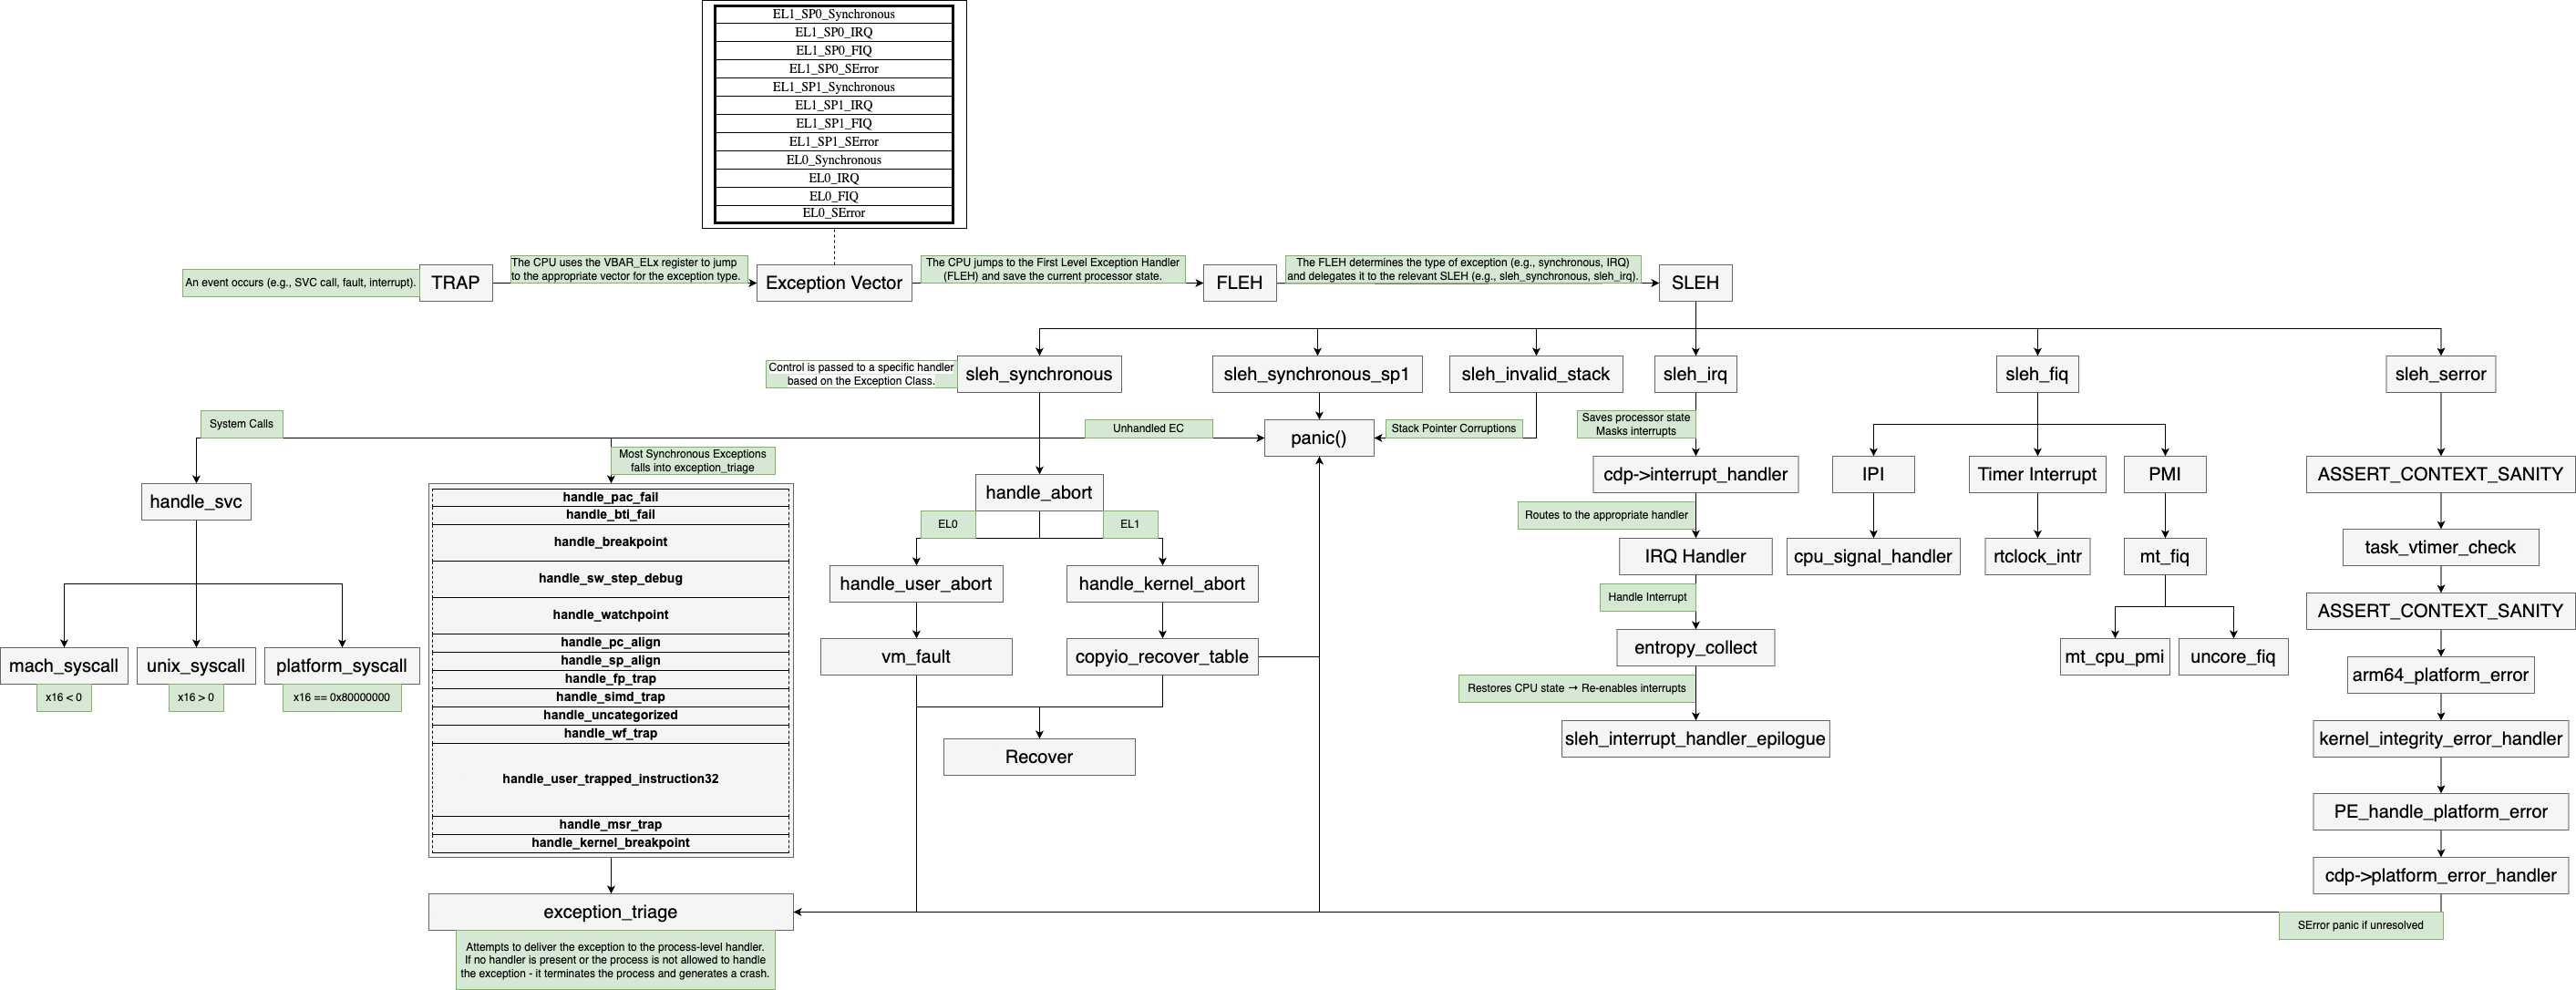 EL1_SP0_Synchronous
EL1_SP0_IRQ
EL1_SP0_FIQ
EL1_SP0_SError
EL1_SP1_Synchronous
EL1_SP1_IRQ
EL1_SP1_FIQ
EL1_SP1_SError
EL0_Synchronous
EL0_IRQ
EL0_FIQ
EL0_SError
An event occurs (e.g., SVC call, fault, interrupt).
TRAP
The CPU uses the VBAR_ELx register to jump
to the appropriate vector for the exception type.
Exception Vector
The CPU jumps to the First Level Exception Handler
(FLEH) and save the current processor state.
FLEH
The FLEH determines the type of exception (e.g., synchronous, IRQ)
and delegates it to the relevant SLEH (e.g., sleh_synchronous, sleh_irq).
SLEH
Control is passed to a specific handler
based on the Exception Class.
sleh_synchronous
sleh_synchronous_sp1
sleh_invalid_stack
sleh_irq
sleh_fiq
sleh_serror
System Calls
Unhandled EC
panic()
Stack Pointer Corruptions
Saves processor state
Masks interrupts
Most Synchronous Exceptions
falls into exception_triage
handle_svc
mach_syscall
unix_syscall
platform_syscall
x16 < 0
x16 > 0
x16 == 0x80000000
handle_pac_fail
handle_bti_fail
handle_breakpoint
handle_sw_step_debug
handle_watchpoint
handle_pc_align
handle_sp_align
handle_fp_trap
handle_simd_trap
handle_uncategorized
handle_wf_trap
handle_user_trapped_instruction32
handle_msr_trap
handle_kernel_breakpoint
exception_triage
Attempts to deliver the exception to the process-level handler.
If no handler is present or the process is not allowed to handle
the exception - it terminates the process and generates a crash.
handle_abort
EL0
EL1
handle_user_abort
handle_kernel_abort
vm_fault
copyio_recover_table
Recover
cdp->interrupt_handler
Routes to the appropriate handler
IRQ Handler
Handle Interrupt
entropy_collect
Restores CPU state → Re-enables interrupts
sleh_interrupt_handler_epilogue
IPI
Timer Interrupt
PMI
cpu_signal_handler
rtclock_intr
mt_fiq
mt_cpu_pmi
uncore_fiq
ASSERT_CONTEXT_SANITY
task_vtimer_check
ASSERT_CONTEXT_SANITY
arm64_platform_error
kernel_integrity_error_handler
PE_handle_platform_error
cdp->platform_error_handler
SError panic if unresolved